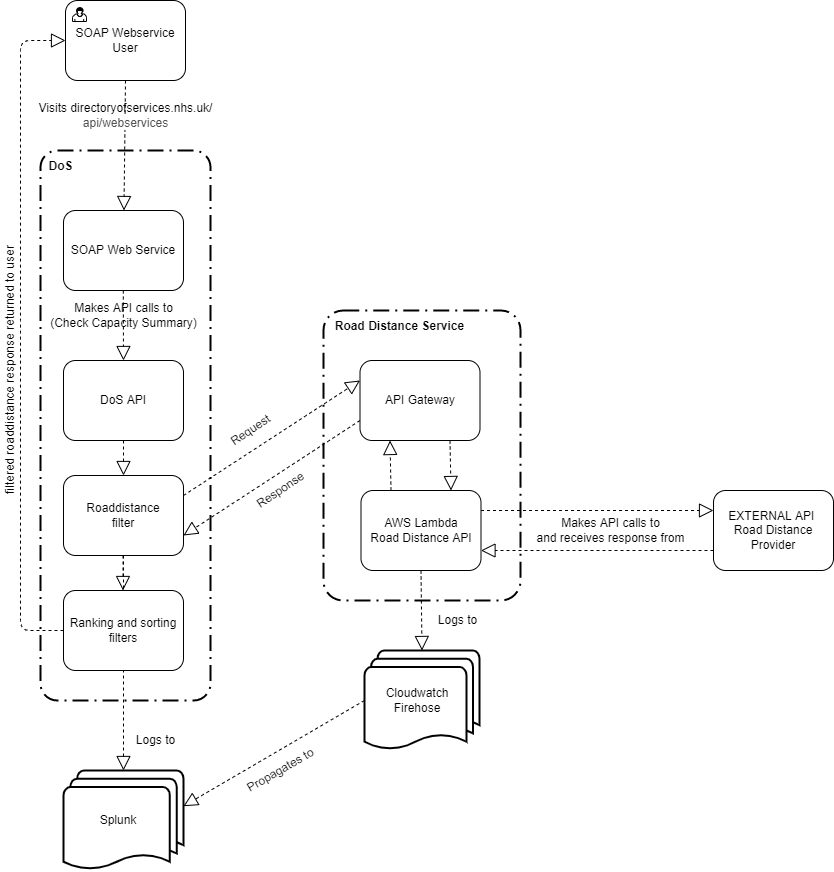 SOAP Webservice
User
Visits directoryofservices.nhs.uk/
api/webservices
DoS
SOAP Web Service
Makes API calls to
(Check Capacity Summary)
filtered roaddistance response returned to user
Road Distance Service
DoS API
API Gateway
Request
Response
Roaddistance
filter
AWS Lambda
Road Distance API
Makes API calls to
and receives response from
EXTERNAL API
Road Distance
Provider
Ranking and sorting
filters
Logs to
Cloudwatch
Firehose
Logs to
Propagates to
Splunk